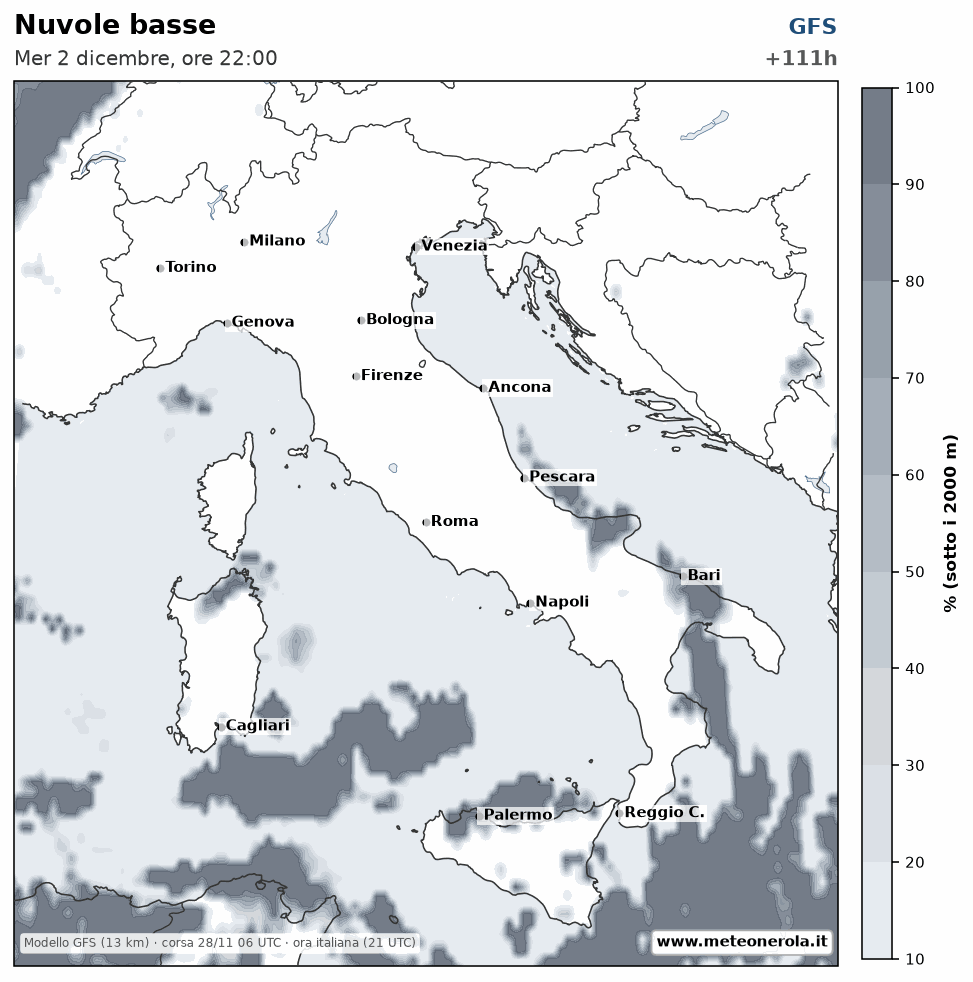 Nuvole basse
GFS
Mer 2 dicembre, ore 22:00
+111h
100
90
80
70
60
50
40
30
20
10
% (sotto i 2000 m)
Milano
Venezia
Torino
Genova
Bologna
Firenze
Ancona
Pescara
Roma
Bari
Napoli
Cagliari
Palermo
Reggio C.
Modello GFS (13 km) · corsa 28/11 06 UTC · ora italiana (21 UTC)
www.meteonerola.it